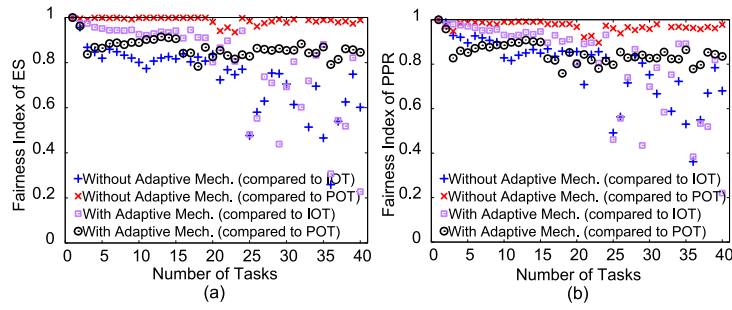 Fairness Index of ES
1
0.8
0.6
0.4
0.2
0
0 5 10 15 20 25 30 35 40
Without Adaptive Mech. (compared to IOT)
Without Adaptive Mech. (compared to POT)
With Adaptive Mech. (compared to IOT)
With Adaptive Mech. (compared to POT)
Number of Tasks
(a)
Fairness Index of PPR
1
0.8
0.6
0.4
0.2
0
0 5 10 15 20 25 30 35 40
Without Adaptive Mech. (compared to IOT)
Without Adaptive Mech. (compared to POT)
With Adaptive Mech. (compared to IOT)
With Adaptive Mech. (compared to POT)
Number of Tasks
(b)